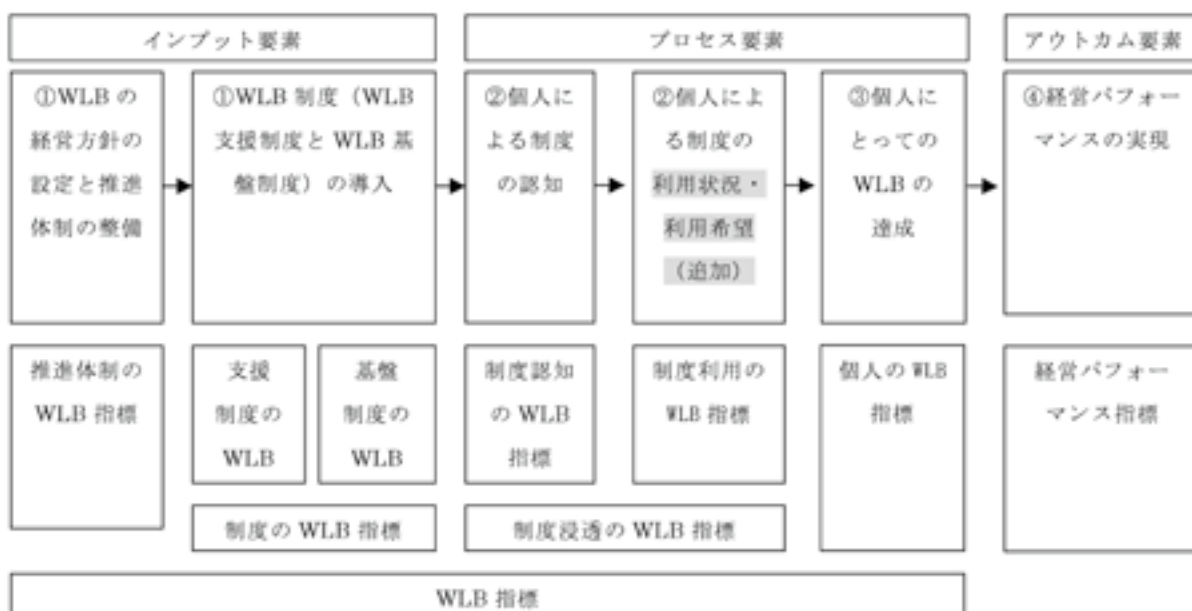 インプット要素
プロセス要素
アウトカム要素
①WLB の
経営方針の
設定と推進
体制の整備
①WLB 制度（WLB
支援制度と WLB 基
盤制度）の導入
②個人に
よる制度
の認知
②個人によ
る制度の
利用状況・
利用希望
（追加）
③個人に
とっての
WLB の
達成
④経営パフォー
マンスの実現
推進体制の
WLB 指標
支援
制度の
WLB
基盤
制度の
WLB
制度認知
の WLB
指標
制度利用の
WLB 指標
個人の WLB
指標
経営パフォー
マンス指標
制度の WLB 指標
制度浸透の WLB 指標
WLB 指標